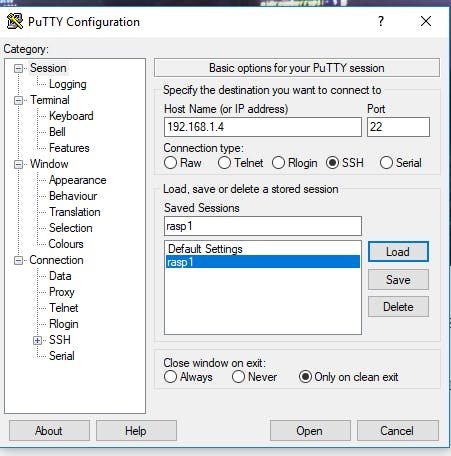 PuTTY Configuration
?
Category:
Session
Logging
Terminal
Keyboard
Bell
Features
Window
Appearance
Behaviour
Translation
Selection
Colours
Connection
Data
Proxy
Telnet
Rlogin
SSH
Serial
Basic options for your PuTTY session
Specify the destination you want to connect to
Host Name (or IP address) Port
192.168.1.4 22
Connection type:
Raw Telnet Rlogin SSH Serial
Load, save or delete a stored session
Saved Sessions
rasp1
Default Settings
rasp1
Load
Save
Delete
Close window on exit:
Always Never Only on clean exit
About Help Open Cancel